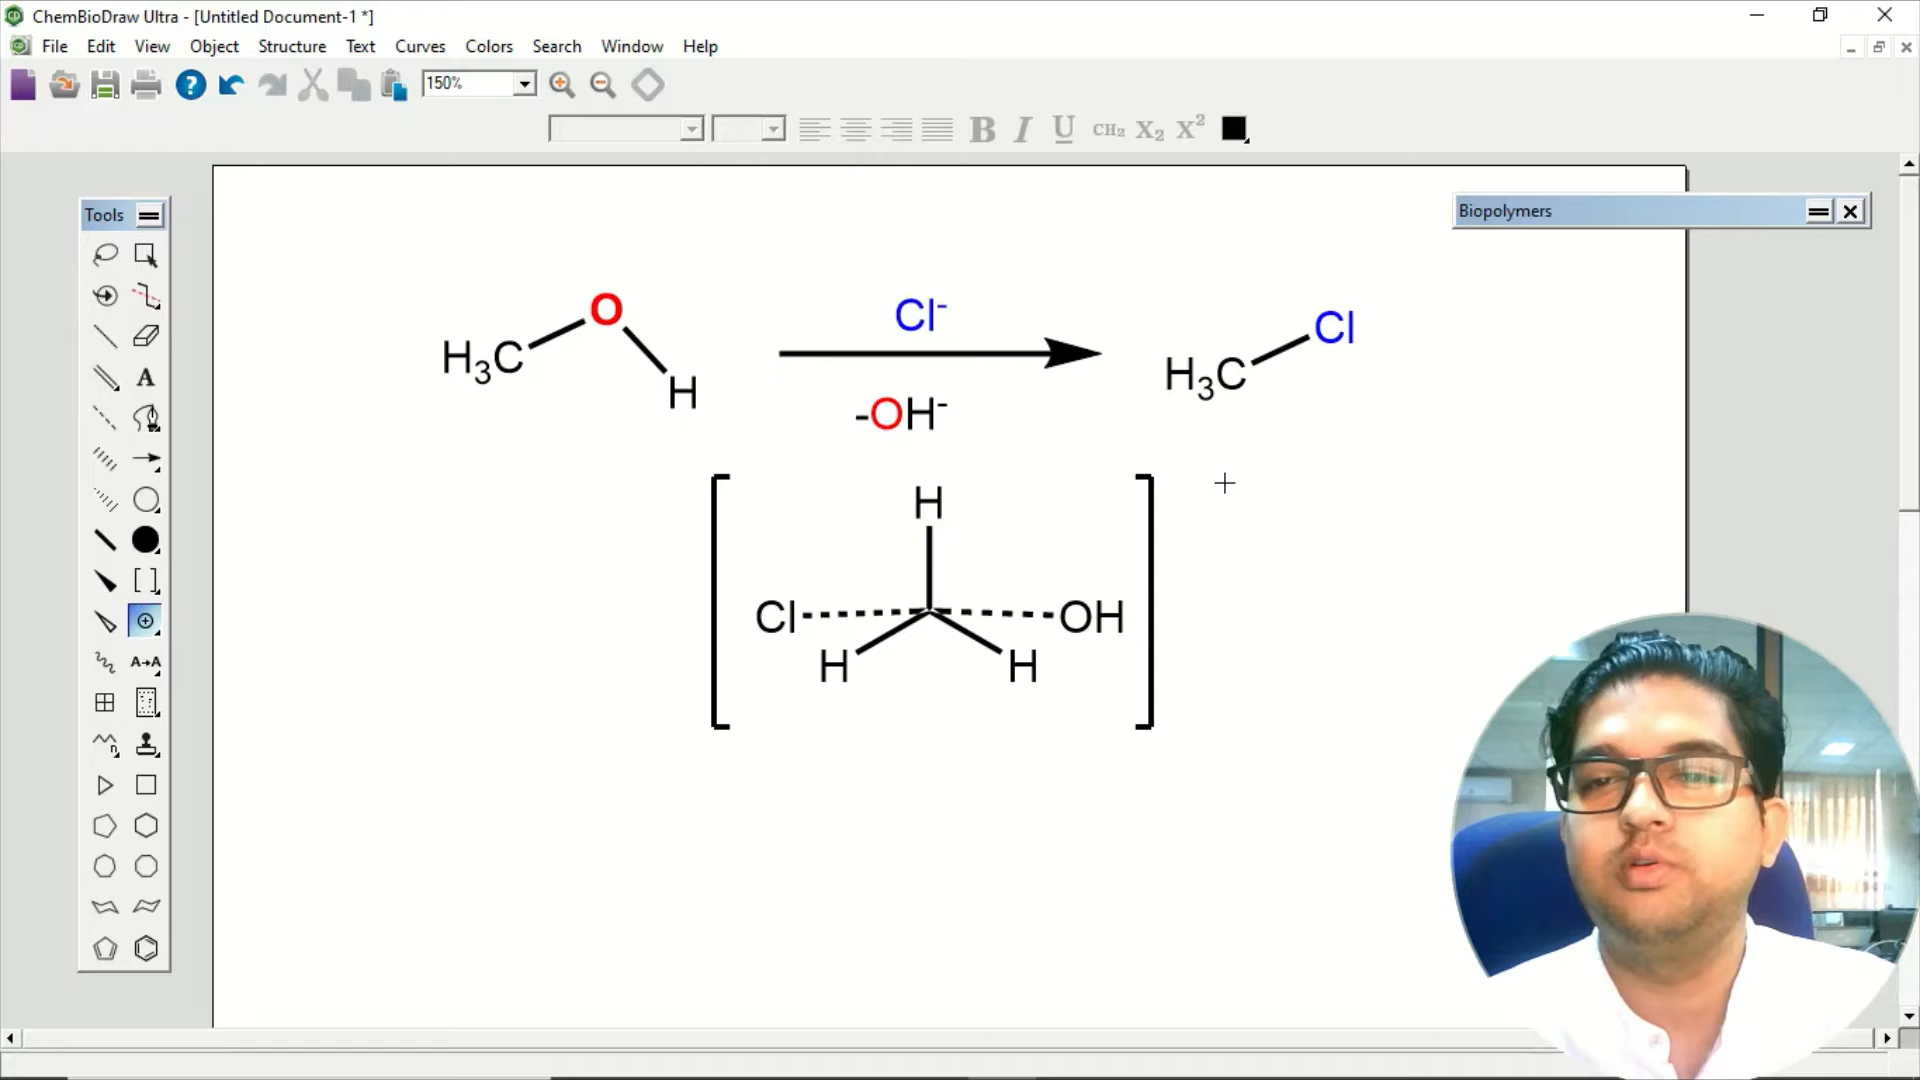 ChemBioDraw Ultra - [Untitled Document-1 *]
File Edit View Object Structure Text Curves Colors Search Window Help
150%
B I U CH₂ X₂ X²
Tools
Biopolymers
A
A→A
n
H₃C O H
Cl⁻
-OH⁻
H₃C Cl
H
Cl OH
H H